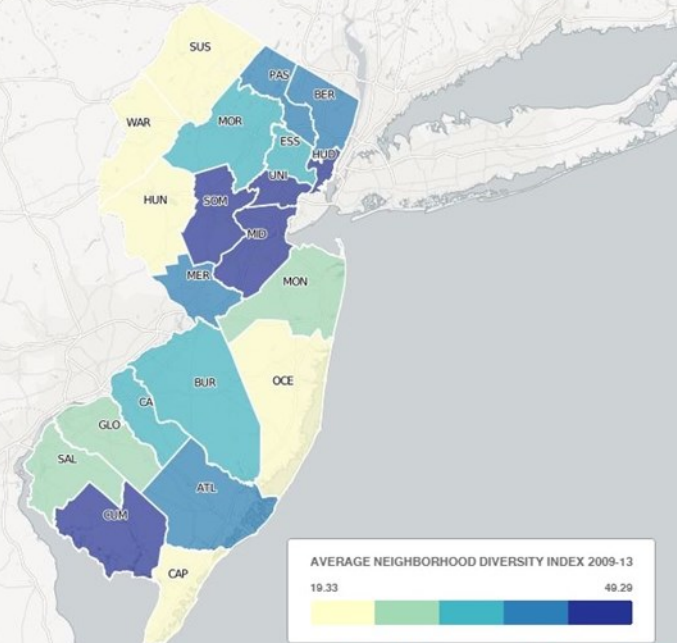 SUS
PAS
BER
WAR
MOR
ESS
HUD
UNI
HUN
SOM
MID
MER
MON
BUR
OCE
CA
GLO
SAL
ATL
CUM
CAP
AVERAGE NEIGHBORHOOD DIVERSITY INDEX 2009-13
19.33 49.29